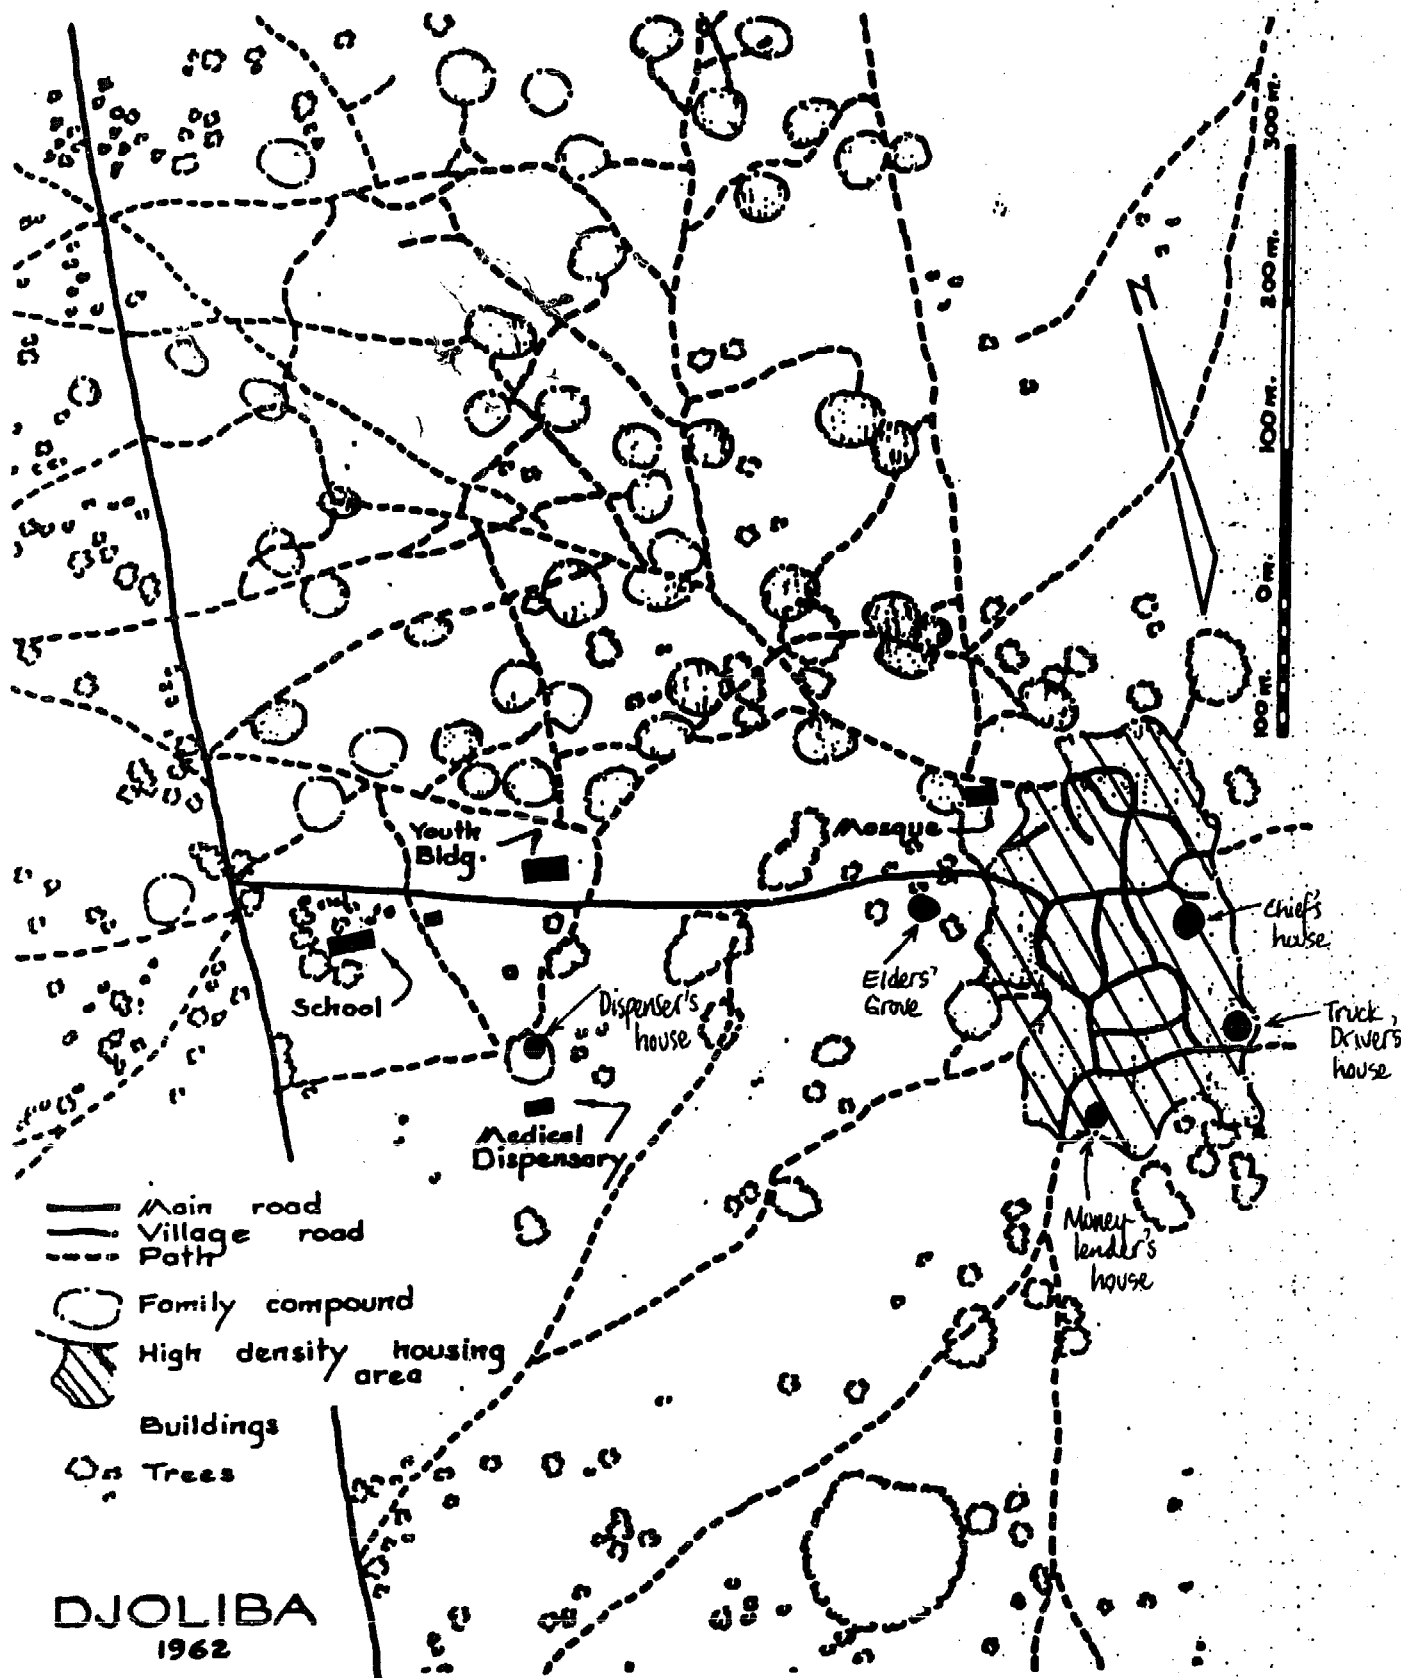 300 m.
200 m.
100 m.
0 m.
100 m.
N
Youth
Bldg.
Mosque
Chief's
house
Elders'
Grove
School
Dispenser's
house
Truck
Drivers
house
Medical
Dispensary
Money-
lender's
house
Main road
Village road
Path
Family compound
High density housing
area
Buildings
Trees
DJOLIBA
1962